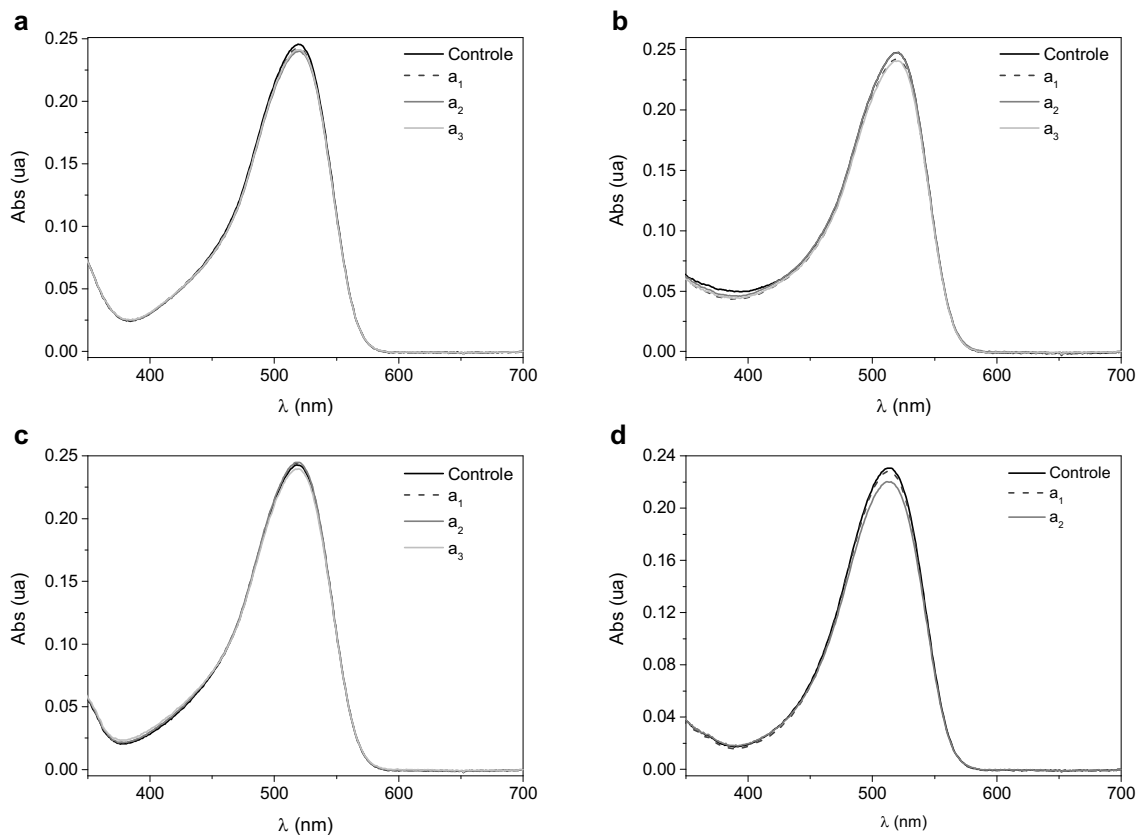 a
0.25
0.20
0.15
0.10
0.05
0.00
Abs (ua)
400 500 600 700
λ (nm)
Controle
a₁
a₂
a₃
b
0.25
0.20
0.15
0.10
0.05
0.00
Abs (ua)
400 500 600 700
λ (nm)
Controle
a₁
a₂
a₃
c
0.25
0.20
0.15
0.10
0.05
0.00
Abs (ua)
400 500 600 700
λ (nm)
Controle
a₁
a₂
a₃
d
0.24
0.20
0.16
0.12
0.08
0.04
0.00
Abs (ua)
400 500 600 700
λ (nm)
Controle
a₁
a₂